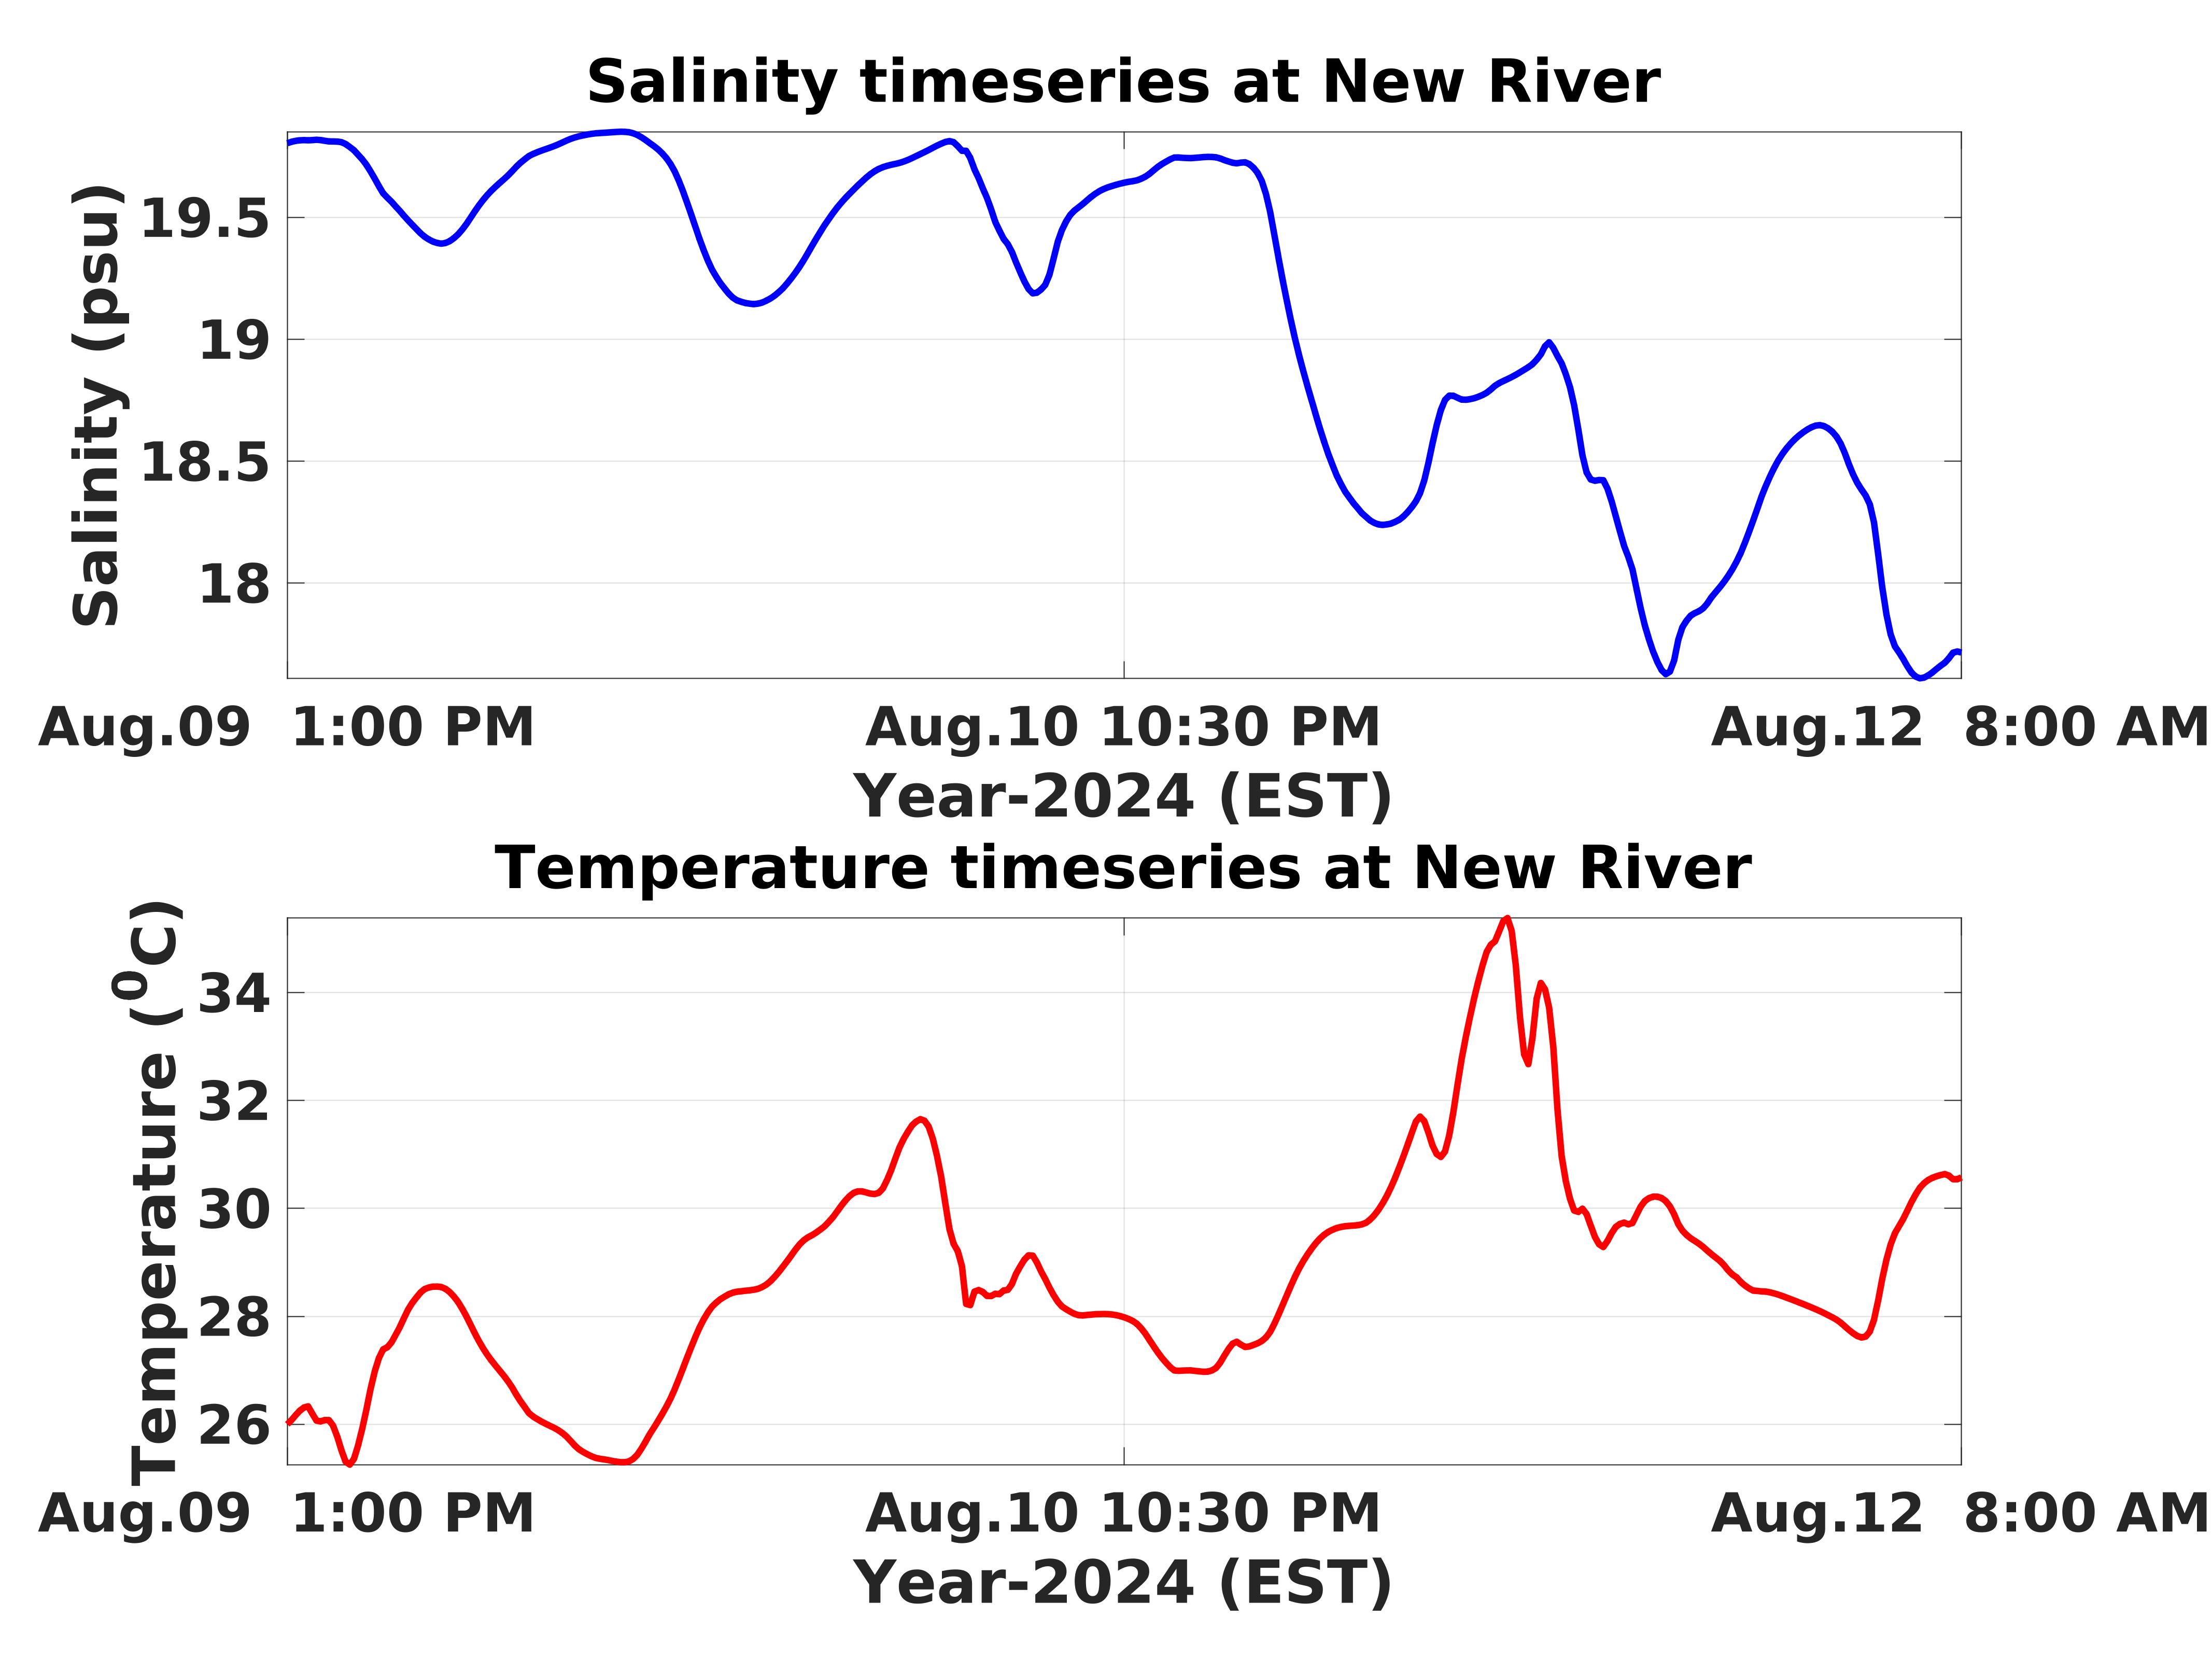 Salinity timeseries at New River
Salinity (psu)
19.5
19
18.5
18
Aug.09  1:00 PM
Aug.10 10:30 PM
Aug.12  8:00 AM
Year-2024 (EST)
Temperature timeseries at New River
Temperature (⁰C)
34
32
30
28
26
Aug.09  1:00 PM
Aug.10 10:30 PM
Aug.12  8:00 AM
Year-2024 (EST)